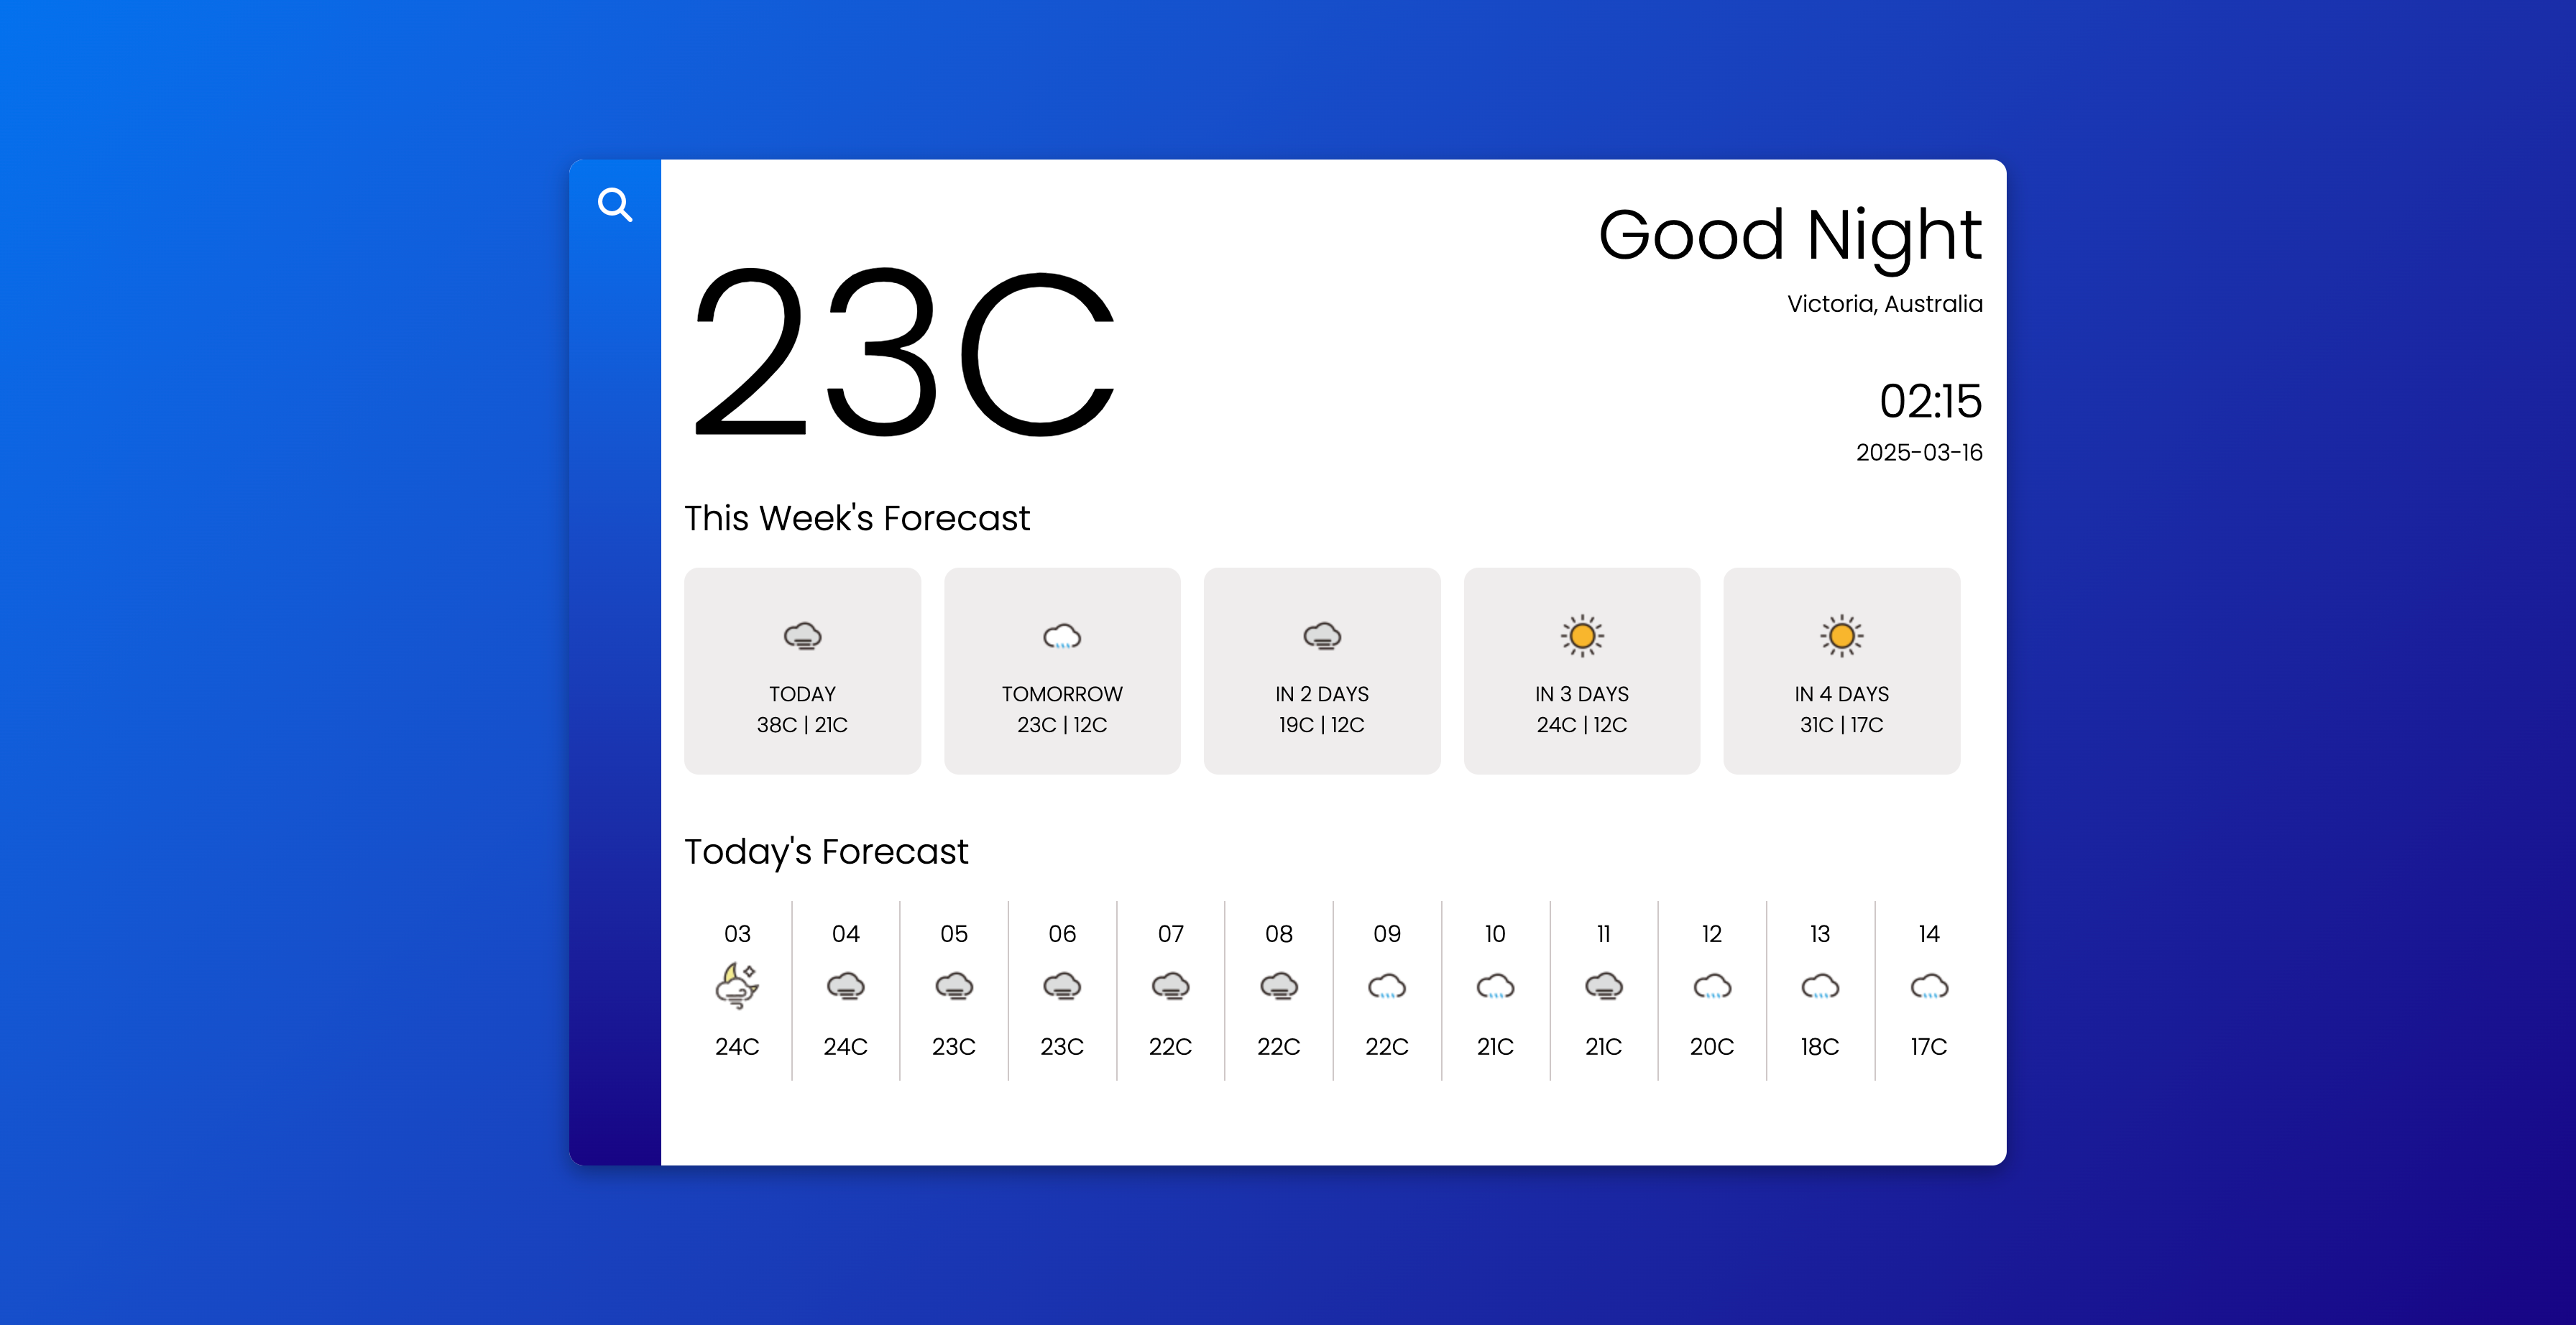 Good Night
23C
Victoria, Australia
02:15
2025-03-16
This Week's Forecast
TODAY
38C | 21C
TOMORROW
23C | 12C
IN 2 DAYS
19C | 12C
IN 3 DAYS
24C | 12C
IN 4 DAYS
31C | 17C
Today's Forecast
03 04 05 06 07 08 09 10 11 12 13 14
24C 24C 23C 23C 22C 22C 22C 21C 21C 20C 18C 17C